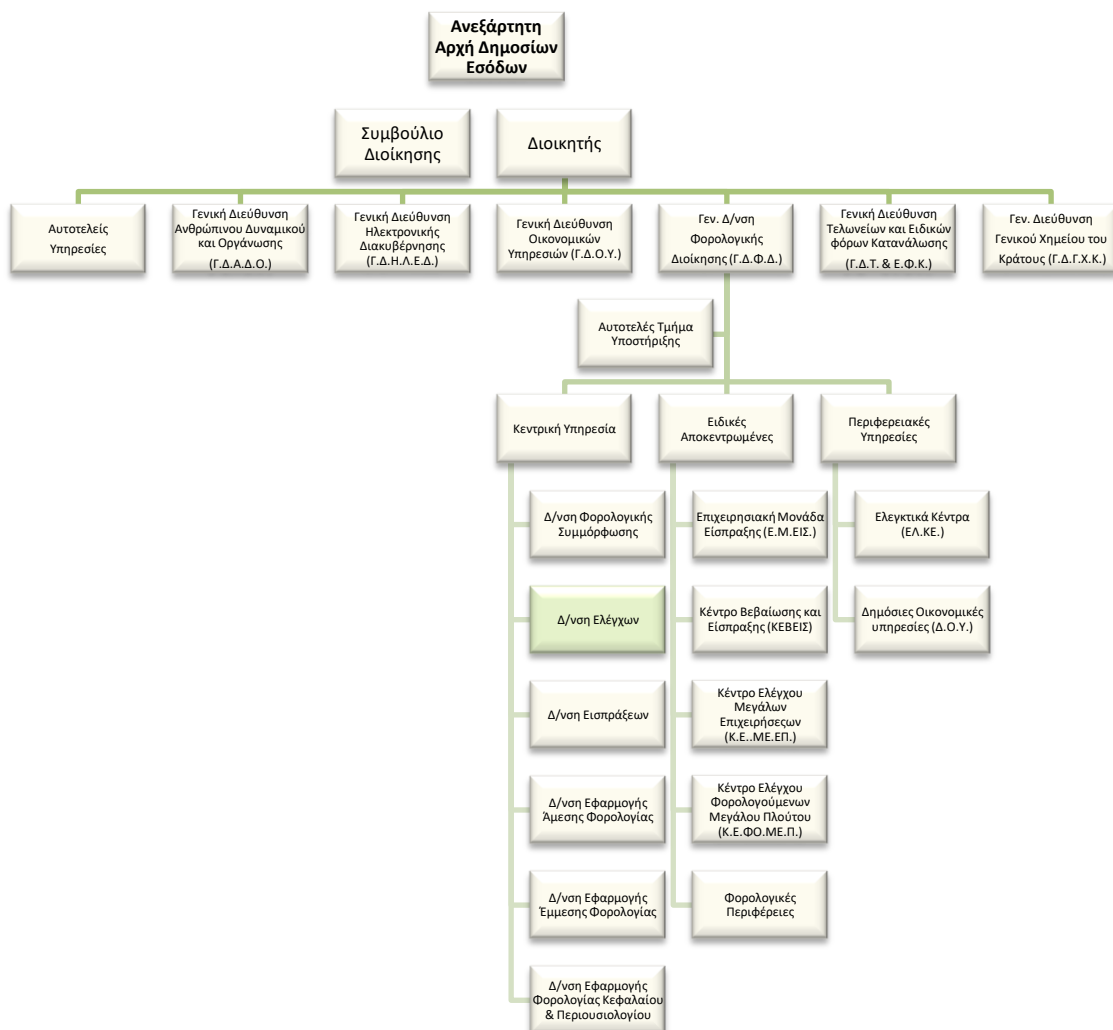 Ανεξάρτητη
Αρχή Δημοσίων
Εσόδων
Συμβούλιο
Διοίκησης
Διοικητής
Αυτοτελείς
Υπηρεσίες
Γενική Διεύθυνση
Ανθρώπινου Δυναμικού
και Οργάνωσης
(Γ.Δ.Α.Δ.Ο.)
Γενική Διεύθυνση
Ηλεκτρονικής
Διακυβέρνησης
(Γ.Δ.Η.Λ.Ε.Δ.)
Γενική Διεύθυνση
Οικονομικών
Υπηρεσιών (Γ.Δ.Ο.Υ.)
Γεν. Δ/νση
Φορολογικής
Διοίκησης (Γ.Δ.Φ.Δ.)
Γενική Διεύθυνση
Τελωνείων και Ειδικών
φόρων Κατανάλωσης
(Γ.Δ.Τ. & Ε.Φ.Κ.)
Γεν. Διεύθυνση
Γενικού Χημείου του
Κράτους (Γ.Δ.Γ.Χ.Κ.)
Αυτοτελές Τμήμα
Υποστήριξης
Κεντρική Υπηρεσία
Ειδικές
Αποκεντρωμένες
Περιφερειακές
Υπηρεσίες
Δ/νση Φορολογικής
Συμμόρφωσης
Επιχειρησιακή Μονάδα
Είσπραξης (Ε.Μ.ΕΙΣ.)
Ελεγκτικά Κέντρα
(ΕΛ.ΚΕ.)
Δ/νση Ελέγχων
Κέντρο Βεβαίωσης και
Είσπραξης (ΚΕΒΕΙΣ)
Δημόσιες Οικονομικές
υπηρεσίες (Δ.Ο.Υ.)
Δ/νση Εισπράξεων
Κέντρο Ελέγχου
Μεγάλων
Επιχειρήσεςων
(Κ.Ε..ΜΕ.ΕΠ.)
Δ/νση Εφαρμογής
Άμεσης Φορολογίας
Κέντρο Ελέγχου
Φορολογούμενων
Μεγάλου Πλούτου
(Κ.Ε.ΦΟ.ΜΕ.Π.)
Δ/νση Εφαρμογής
Έμμεσης Φορολογίας
Φορολογικές
Περιφέρειες
Δ/νση Εφαρμογής
Φορολογίας Κεφαλαίου
& Περιουσιολογίου